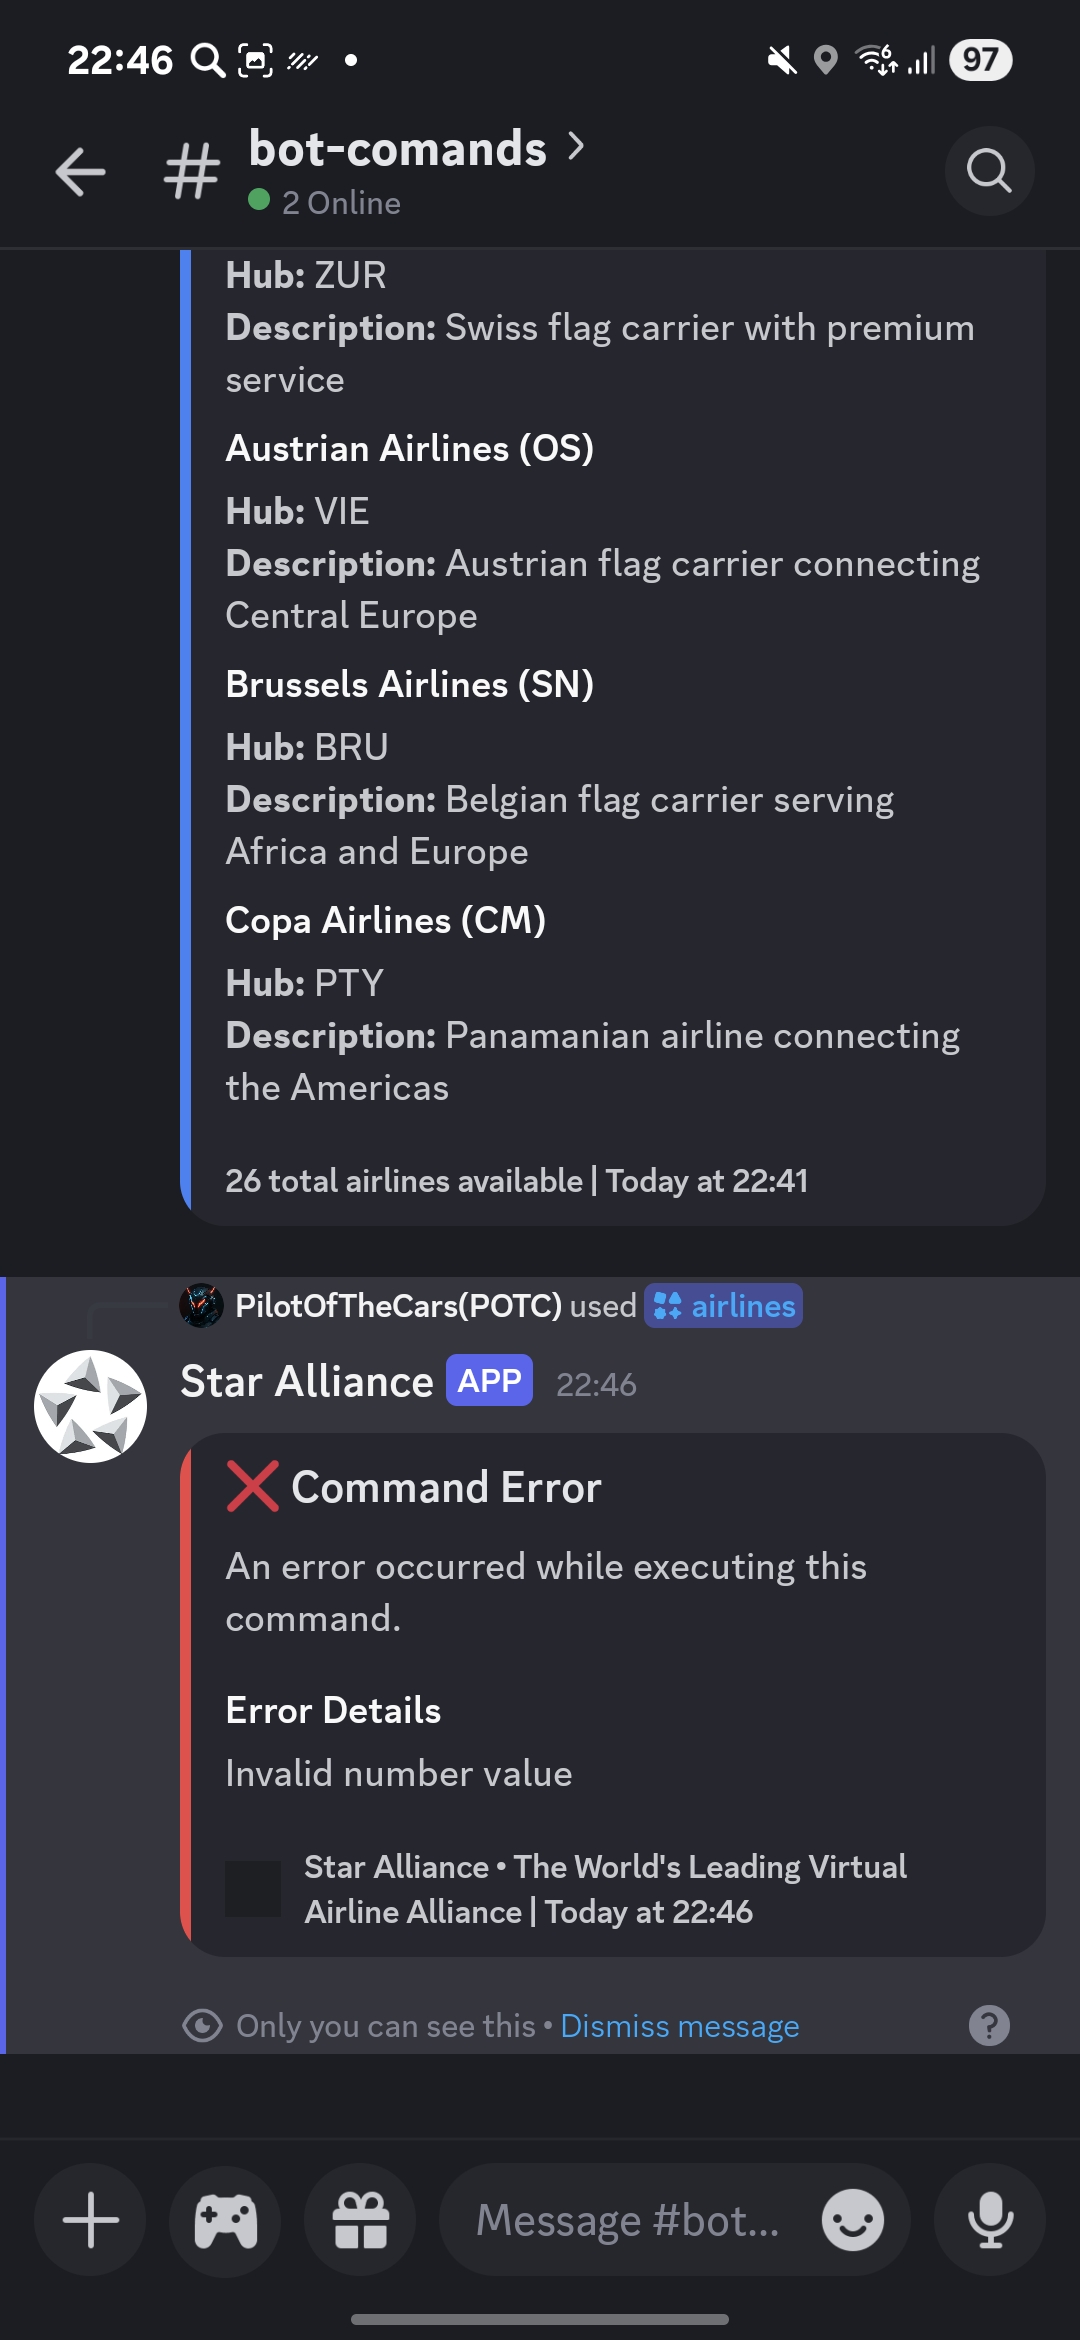 22:46
6
97
# bot-comands
2 Online
Hub: ZUR
Description: Swiss flag carrier with premium
service
Austrian Airlines (OS)
Hub: VIE
Description: Austrian flag carrier connecting
Central Europe
Brussels Airlines (SN)
Hub: BRU
Description: Belgian flag carrier serving
Africa and Europe
Copa Airlines (CM)
Hub: PTY
Description: Panamanian airline connecting
the Americas
26 total airlines available | Today at 22:41
PilotOfTheCars(POTC) used airlines
Star Alliance APP 22:46
❌ Command Error
An error occurred while executing this
command.
Error Details
Invalid number value
Star Alliance • The World's Leading Virtual
Airline Alliance | Today at 22:46
Only you can see this • Dismiss message
?
Message #bot...